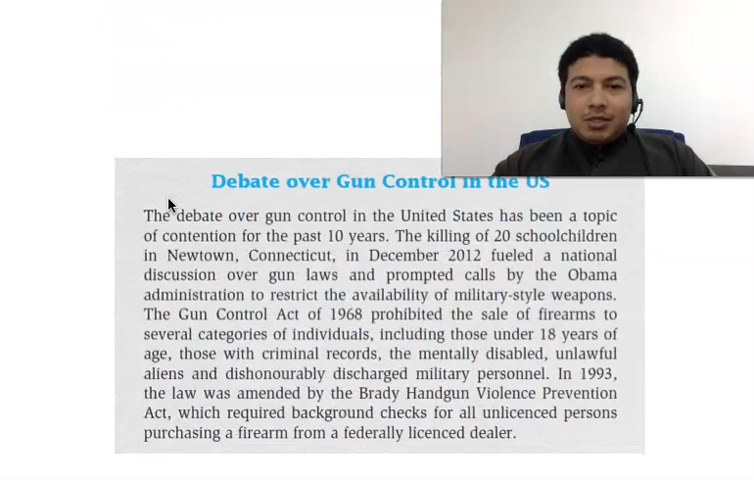 Debate over Gun Control in the US
The debate over gun control in the United States has been a topic
of contention for the past 10 years. The killing of 20 schoolchildren
in Newtown, Connecticut, in December 2012 fueled a national
discussion over gun laws and prompted calls by the Obama
administration to restrict the availability of military-style weapons.
The Gun Control Act of 1968 prohibited the sale of firearms to
several categories of individuals, including those under 18 years of
age, those with criminal records, the mentally disabled, unlawful
aliens and dishonourably discharged military personnel. In 1993,
the law was amended by the Brady Handgun Violence Prevention
Act, which required background checks for all unlicenced persons
purchasing a firearm from a federally licenced dealer.